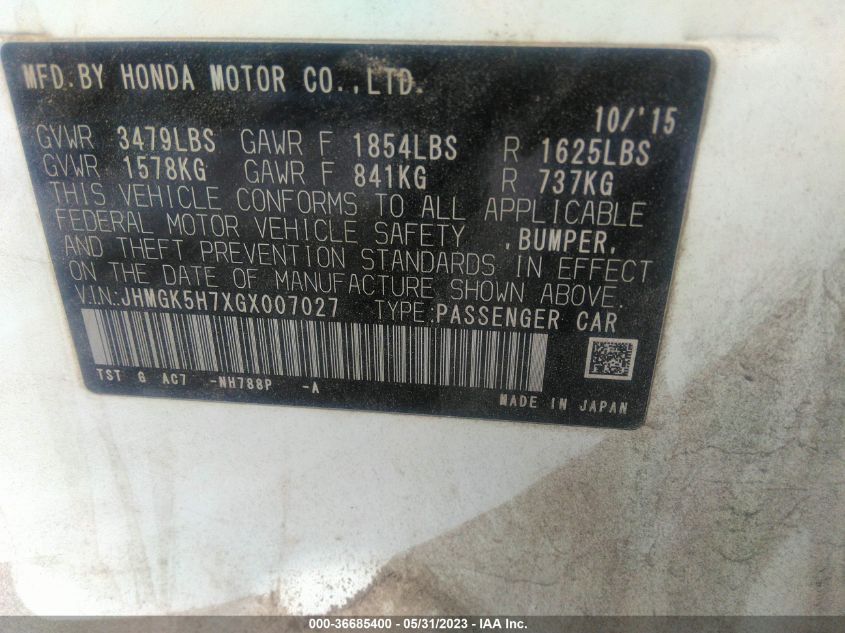 MFD.BY HONDA MOTOR CO.,LTD.
10/'15
GVWR 3479LBS GAWR F 1854LBS R 1625LBS
GVWR 1578KG GAWR F 841KG R 737KG
THIS VEHICLE CONFORMS TO ALL APPLICABLE
FEDERAL MOTOR VEHICLE SAFETY ,BUMPER,
AND THEFT PREVENTION STANDARDS IN EFFECT
ON THE DATE OF MANUFACTURE SHOWN ABOVE.
V.I.N:JHMGK5H7XGX007027 TYPE:PASSENGER CAR
TST G AC7 -NH788P -A
MADE IN JAPAN
000-36685400 - 05/31/2023 - IAA Inc.